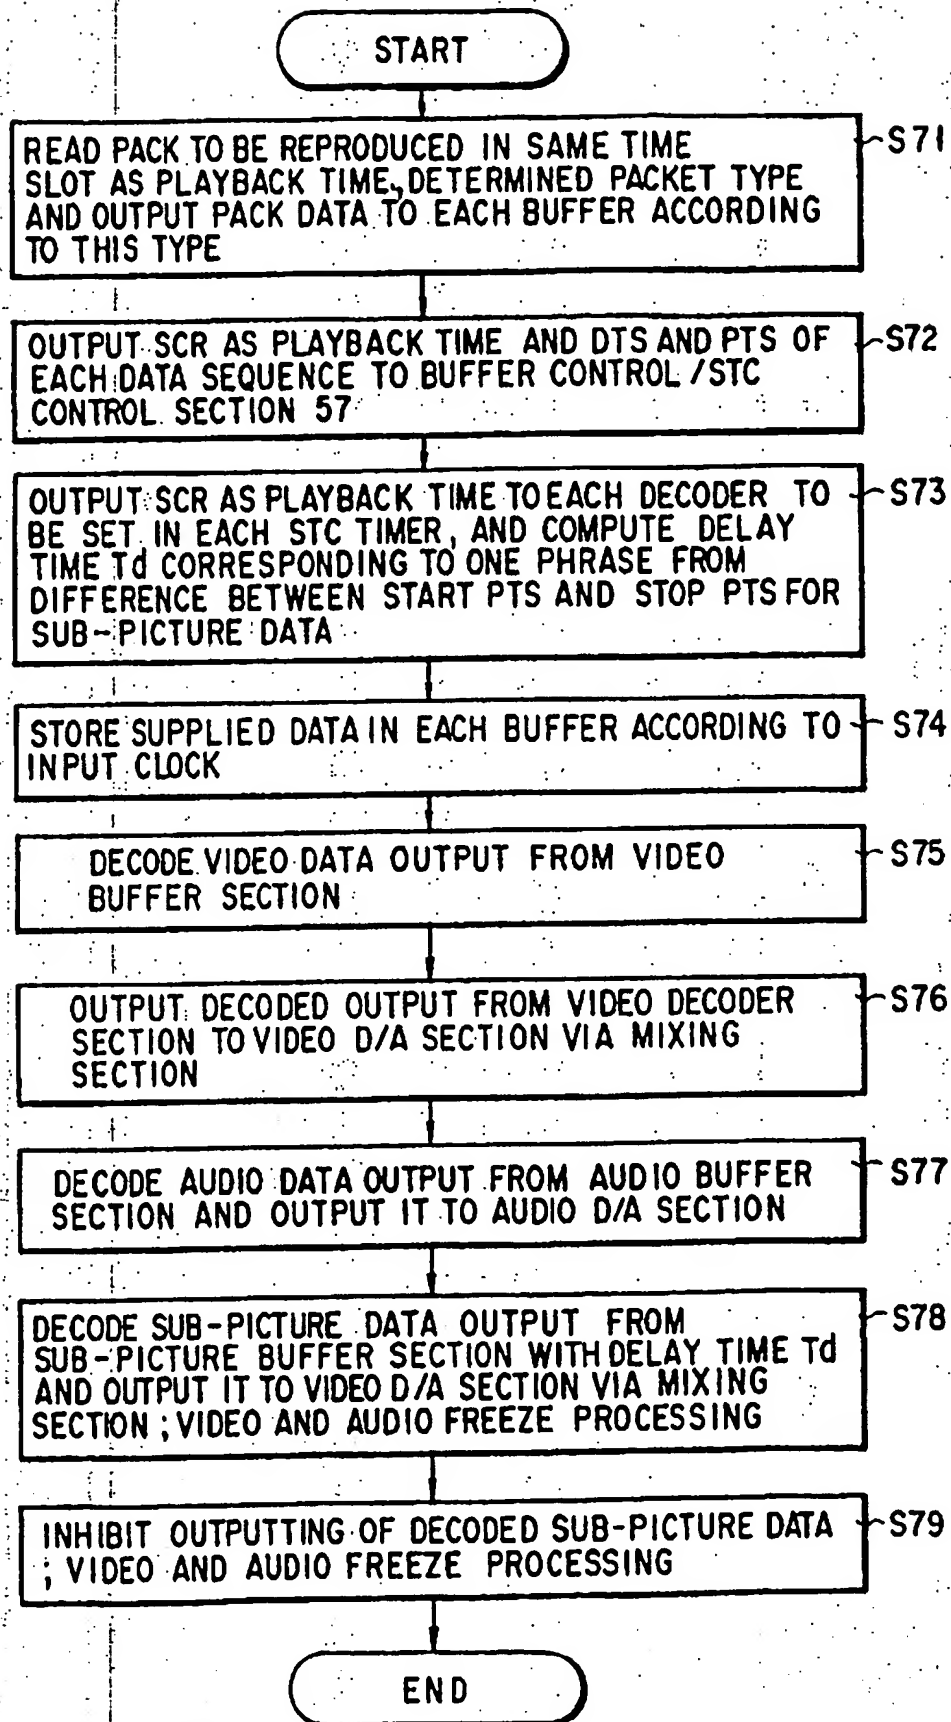 START
READ PACK TO BE REPRODUCED IN SAME TIME
SLOT AS PLAYBACK TIME, DETERMINED PACKET TYPE
AND OUTPUT PACK DATA TO EACH BUFFER ACCORDING
TO THIS TYPE
S71
OUTPUT SCR AS PLAYBACK TIME AND DTS AND PTS OF
EACH DATA SEQUENCE TO BUFFER CONTROL/STC
CONTROL SECTION 57
S72
OUTPUT SCR AS PLAYBACK TIME TO EACH DECODER TO
BE SET IN EACH STC TIMER, AND COMPUTE DELAY
TIME Td CORRESPONDING TO ONE PHRASE FROM
DIFFERENCE BETWEEN START PTS AND STOP PTS FOR
SUB-PICTURE DATA
S73
STORE SUPPLIED DATA IN EACH BUFFER ACCORDING TO
INPUT CLOCK
S74
DECODE VIDEO DATA OUTPUT FROM VIDEO
BUFFER SECTION
S75
OUTPUT DECODED OUTPUT FROM VIDEO DECODER
SECTION TO VIDEO D/A SECTION VIA MIXING
SECTION
S76
DECODE AUDIO DATA OUTPUT FROM AUDIO BUFFER
SECTION AND OUTPUT IT TO AUDIO D/A SECTION
S77
DECODE SUB-PICTURE DATA OUTPUT FROM
SUB-PICTURE BUFFER SECTION WITH DELAY TIME Td
AND OUTPUT IT TO VIDEO D/A SECTION VIA MIXING
SECTION ; VIDEO AND AUDIO FREEZE PROCESSING
S78
INHIBIT OUTPUTTING OF DECODED SUB-PICTURE DATA
; VIDEO AND AUDIO FREEZE PROCESSING
S79
END